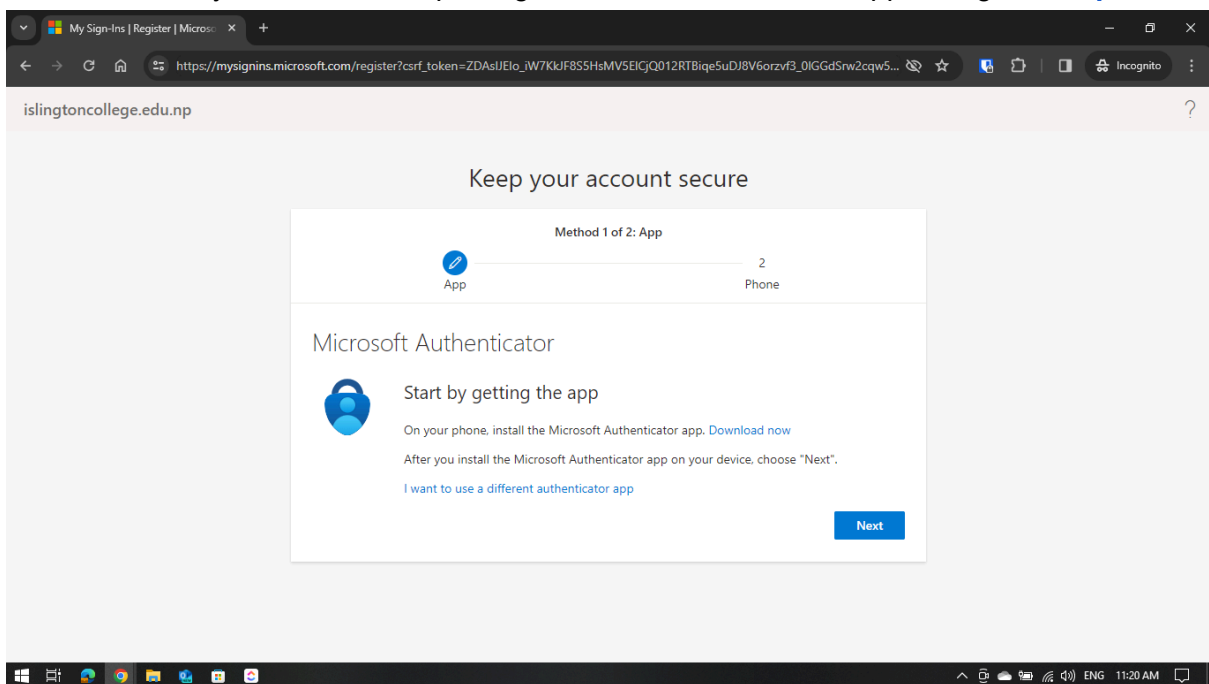 My Sign-Ins | Register | Microso
https://mysignins.microsoft.com/register?csrf_token=
Incognito
islingtoncollege.edu.np
?
Keep your account secure
Method 1 of 2: App
2
App
Phone
Microsoft Authenticator
Start by getting the app
On your phone, install the Microsoft Authenticator app. Download now
After you install the Microsoft Authenticator app on your device, choose "Next".
I want to use a different authenticator app
Next
ENG 11:20 AM